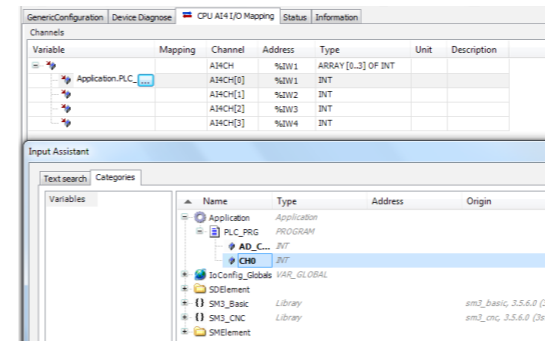 GenericConfiguration Device Diagnose CPU AI4 I/O Mapping Status Information
Channels
Variable Mapping Channel Address Type Unit Description
AI4CH %IW1 ARRAY [0..3] OF INT
Application.PLC_ ... AI4CH[0] %IW1 INT
AI4CH[1] %IW2 INT
AI4CH[2] %IW3 INT
AI4CH[3] %IW4 INT
Input Assistant
Text search Categories
Variables
Name Type Address Origin
Application Application
PLC_PRG PROGRAM
AD_C... INT
CH0 INT
IoConfig_Globals VAR_GLOBAL
SDElement
SM3_Basic Library sm3_basic, 3.5.6.0 (3
SM3_CNC Library sm3_cnc, 3.5.6.0 (3s
SMElement